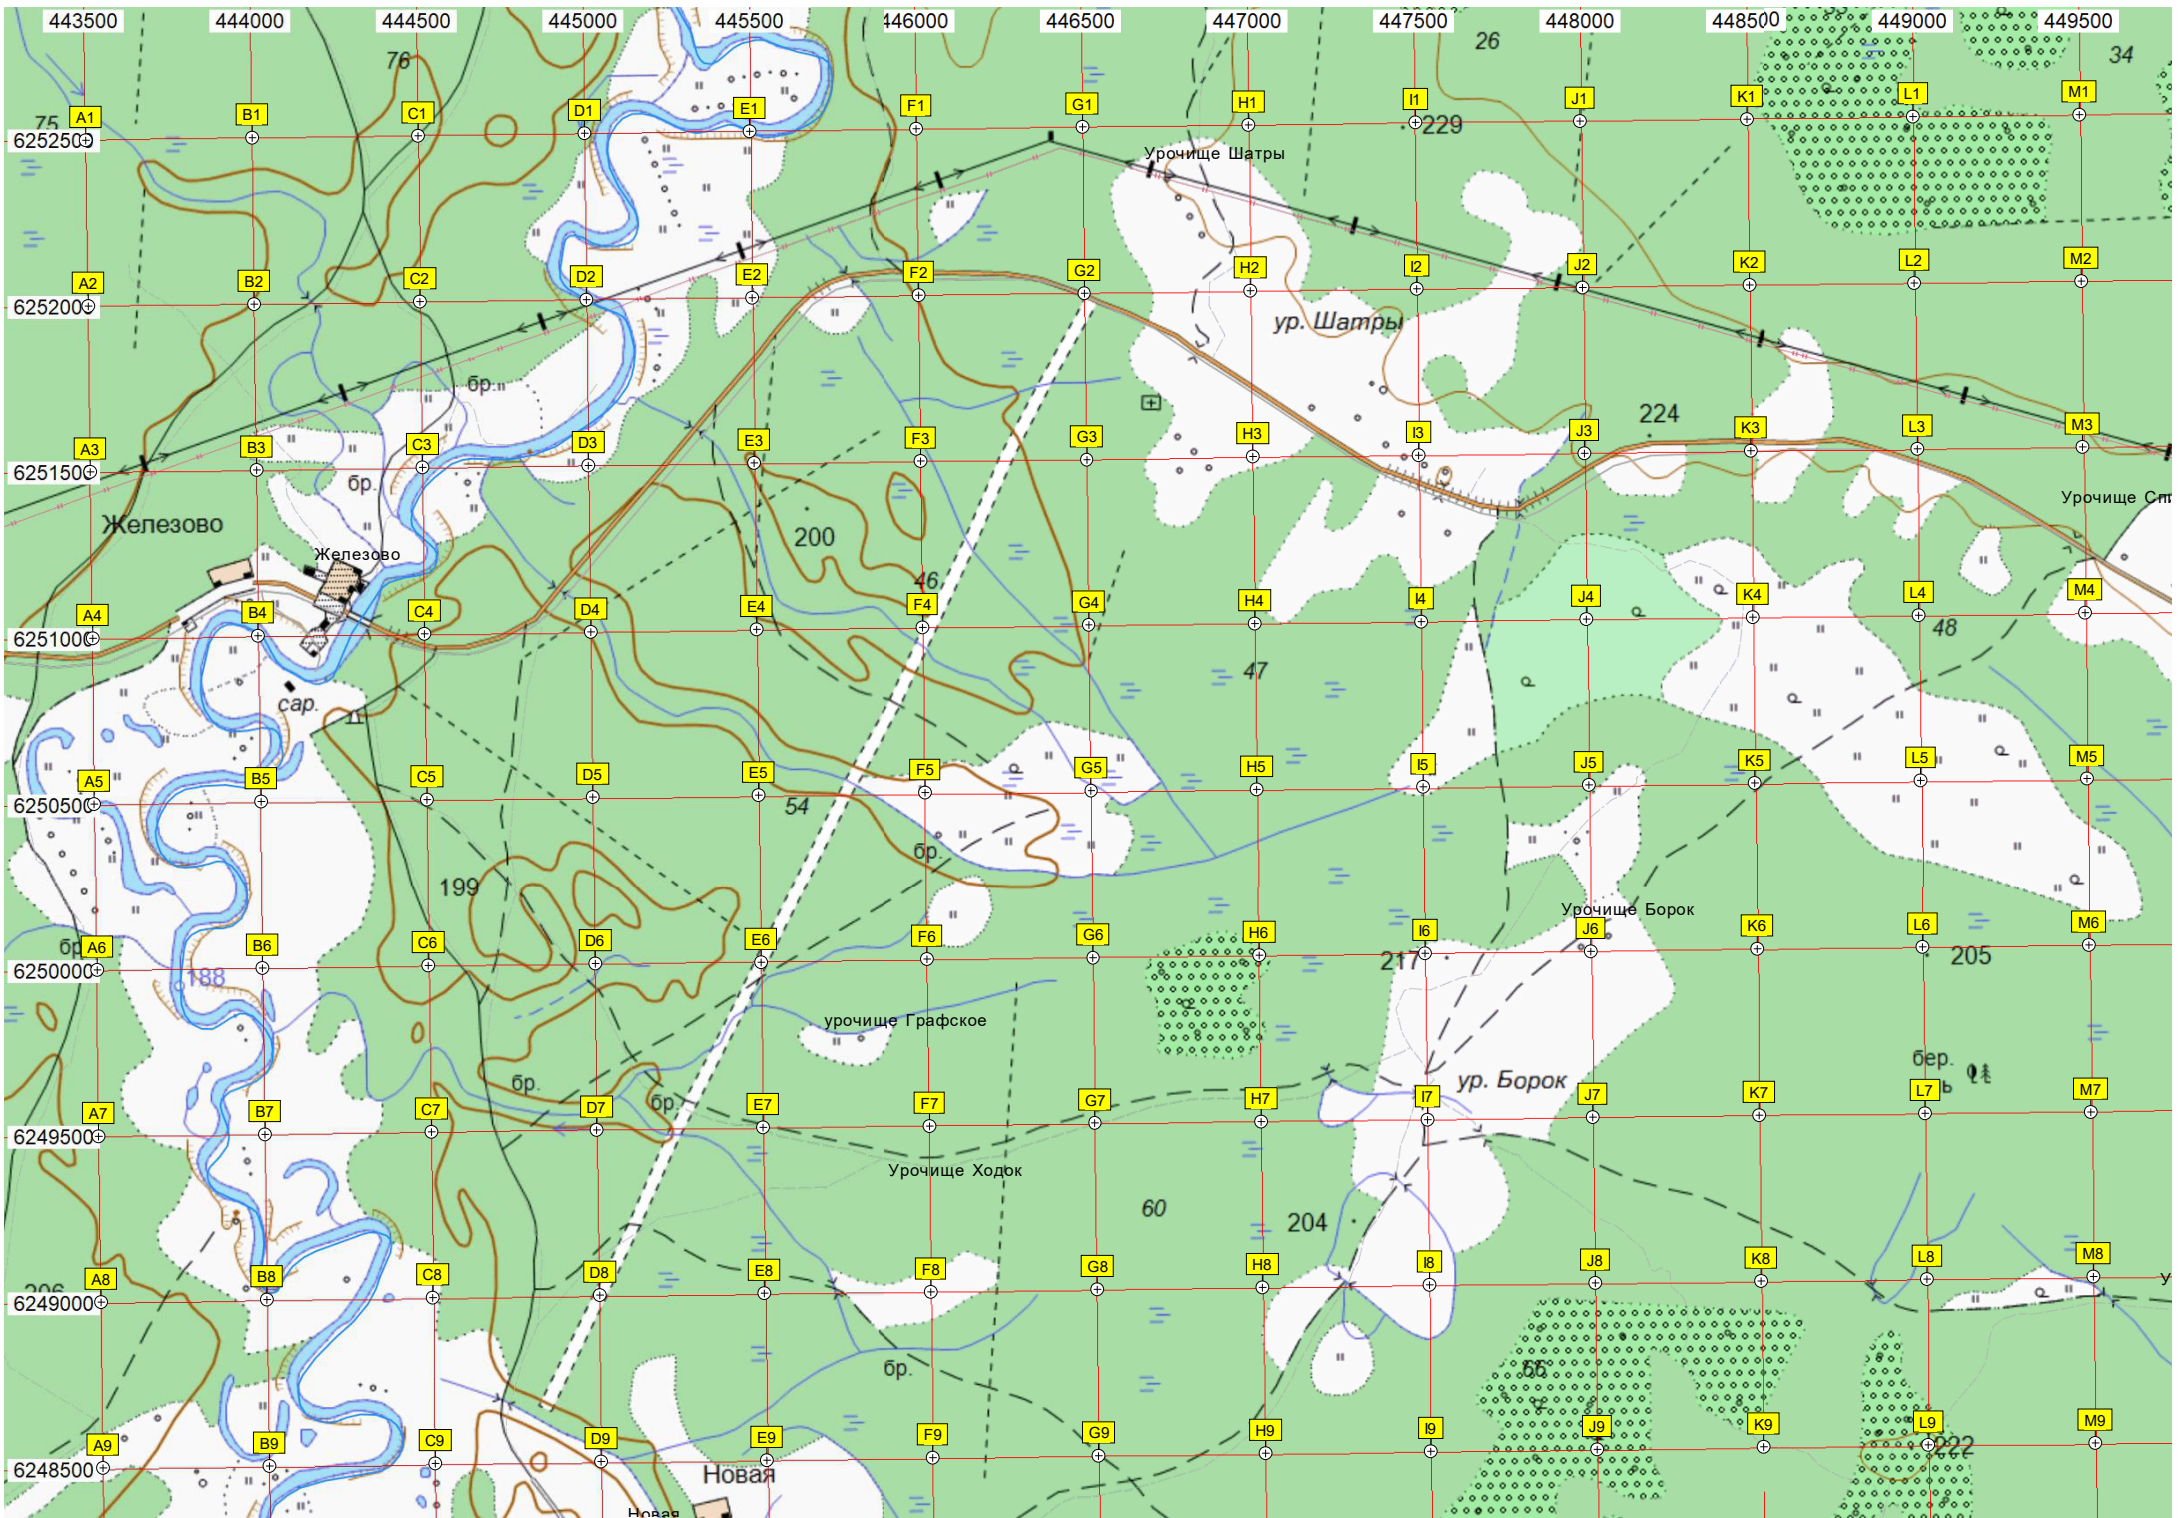 443500 444000 444500 445000 445500 446000 446500 447000 447500 448000 448500 449000 449500
76 26 34
A1 B1 C1 D1 E1 F1 G1 H1 I1 J1 K1 L1 M1
75 229
6252500
Урочище Шатры
A2 B2 C2 D2 E2 F2 G2 H2 I2 J2 K2 L2 M2
6252000
ур. Шатры
бр.
224
A3 B3 C3 D3 E3 F3 G3 H3 I3 J3 K3 L3 M3
6251500
бр.
Урочище Спи
Железово
200
Железово
46
A4 B4 C4 D4 E4 F4 G4 H4 I4 J4 K4 L4 M4
6251000
48
47
сар.
A5 B5 C5 D5 E5 F5 G5 H5 I5 J5 K5 L5 M5
6250500
54
бр.
199
Урочище Борок
A6 B6 C6 D6 E6 F6 G6 H6 I6 J6 K6 L6 M6
бр
217 205
6250000
188
урочище Графское
бер.
ур. Борок
бр.
бр.
ь
A7 B7 C7 D7 E7 F7 G7 H7 I7 J7 K7 L7 M7
6249500
Урочище Ходок
60
204
A8 B8 C8 D8 E8 F8 G8 H8 I8 J8 K8 L8 M8
У
206
6249000
бр.
66
A9 B9 C9 D9 E9 F9 G9 H9 I9 J9 K9 L9 M9
222
6248500
Новая
Новая